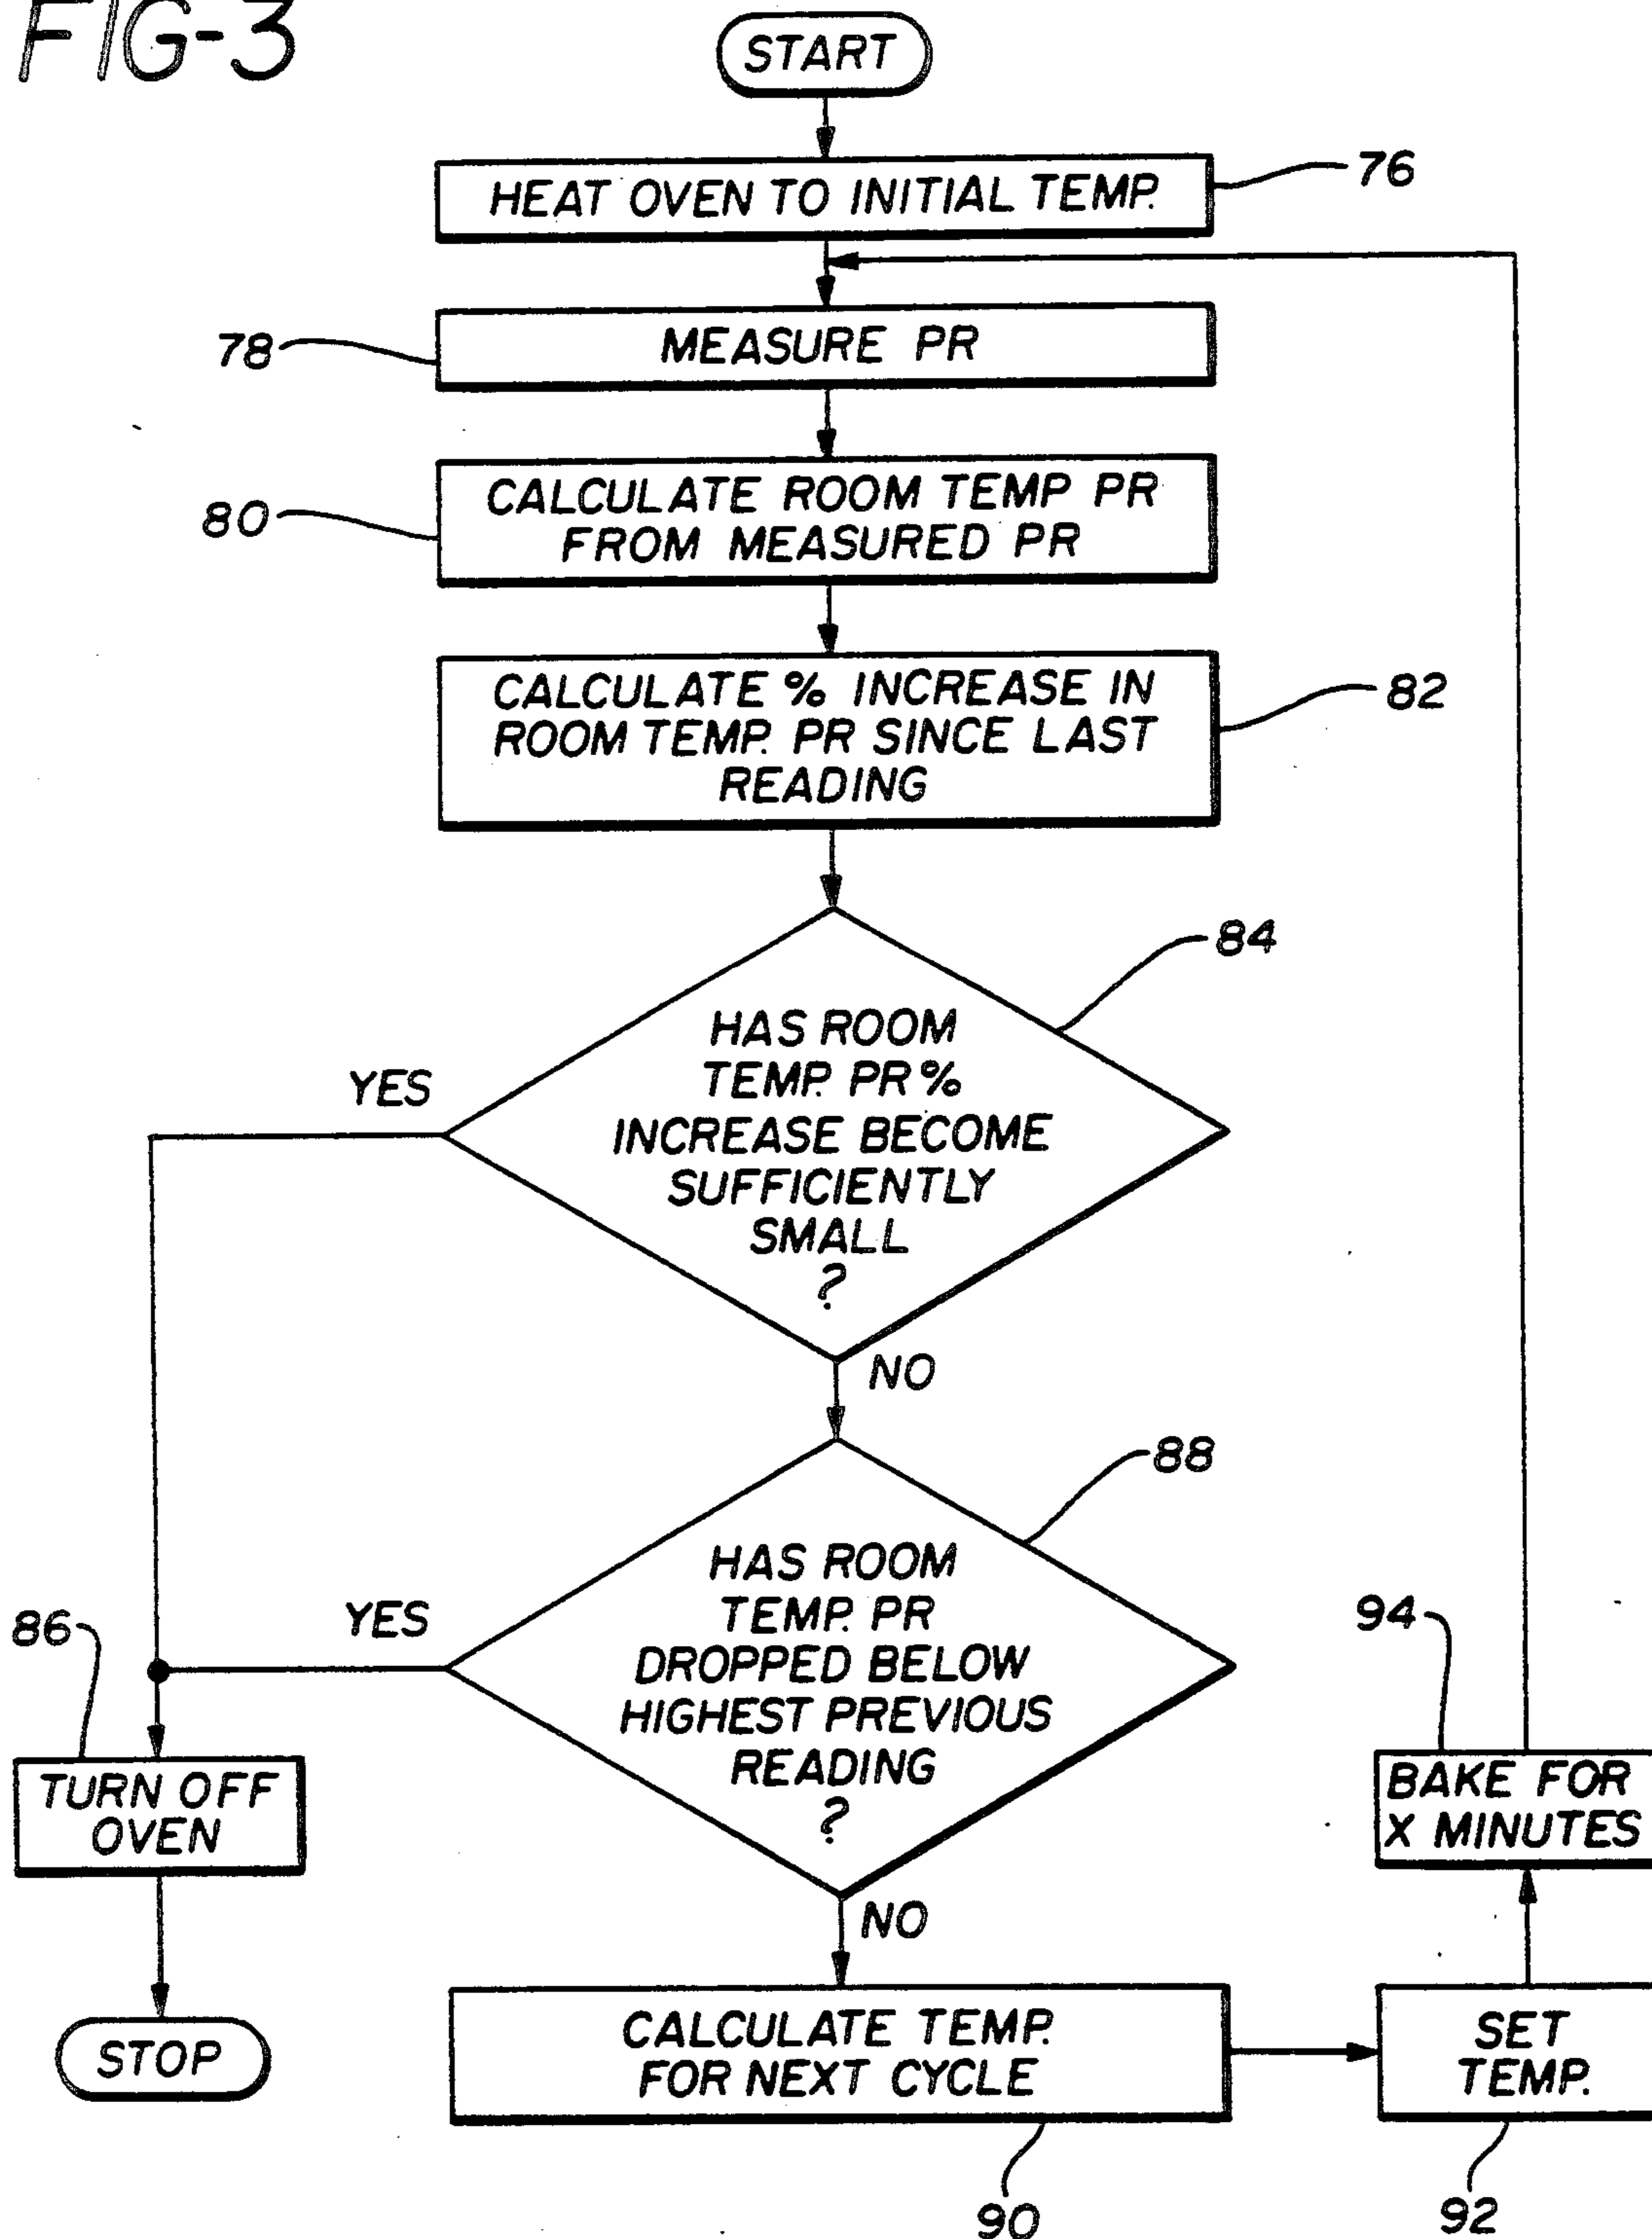 FIG-3
START
HEAT OVEN TO INITIAL TEMP.
76
MEASURE PR
78
CALCULATE ROOM TEMP PR
FROM MEASURED PR
80
CALCULATE % INCREASE IN
ROOM TEMP. PR SINCE LAST
READING
82
HAS ROOM
TEMP. PR %
INCREASE BECOME
SUFFICIENTLY
SMALL
?
84
YES
NO
HAS ROOM
TEMP. PR
DROPPED BELOW
HIGHEST PREVIOUS
READING
?
88
YES
NO
86
TURN OFF
OVEN
STOP
CALCULATE TEMP.
FOR NEXT CYCLE
90
SET
TEMP.
92
94
BAKE FOR
X MINUTES